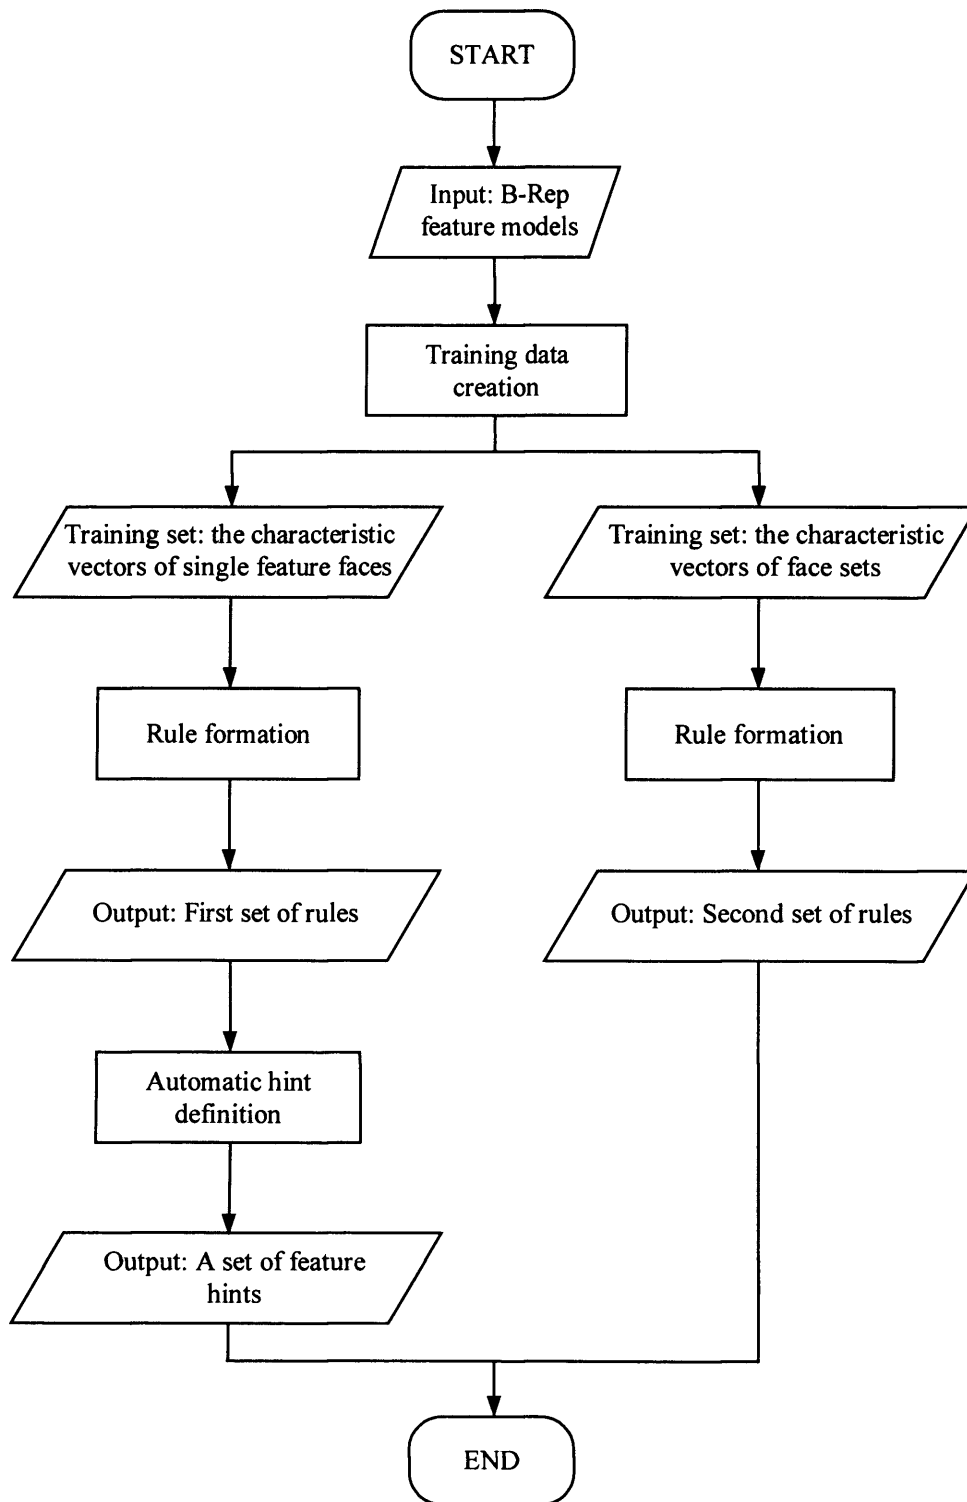 START
Input: B-Rep
feature models
Training data
creation
Training set: the characteristic
vectors of single feature faces
Training set: the characteristic
vectors of face sets
Rule formation
Rule formation
Output: First set of rules
Output: Second set of rules
Automatic hint
definition
Output: A set of feature
hints
END